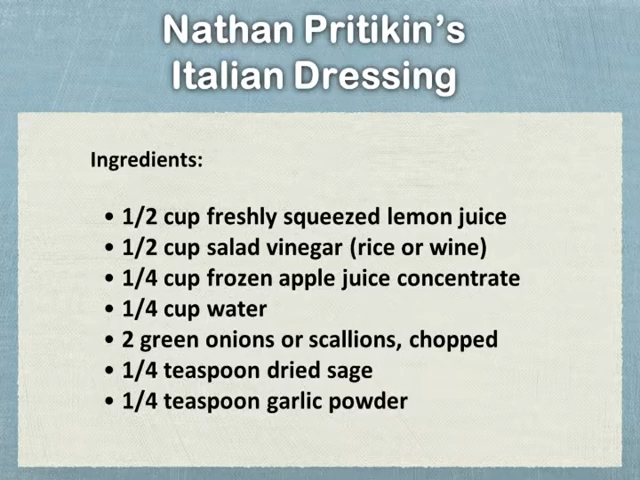 Nathan Pritikin's
Italian Dressing
Ingredients:
• 1/2 cup freshly squeezed lemon juice
• 1/2 cup salad vinegar (rice or wine)
• 1/4 cup frozen apple juice concentrate
• 1/4 cup water
• 2 green onions or scallions, chopped
• 1/4 teaspoon dried sage
• 1/4 teaspoon garlic powder